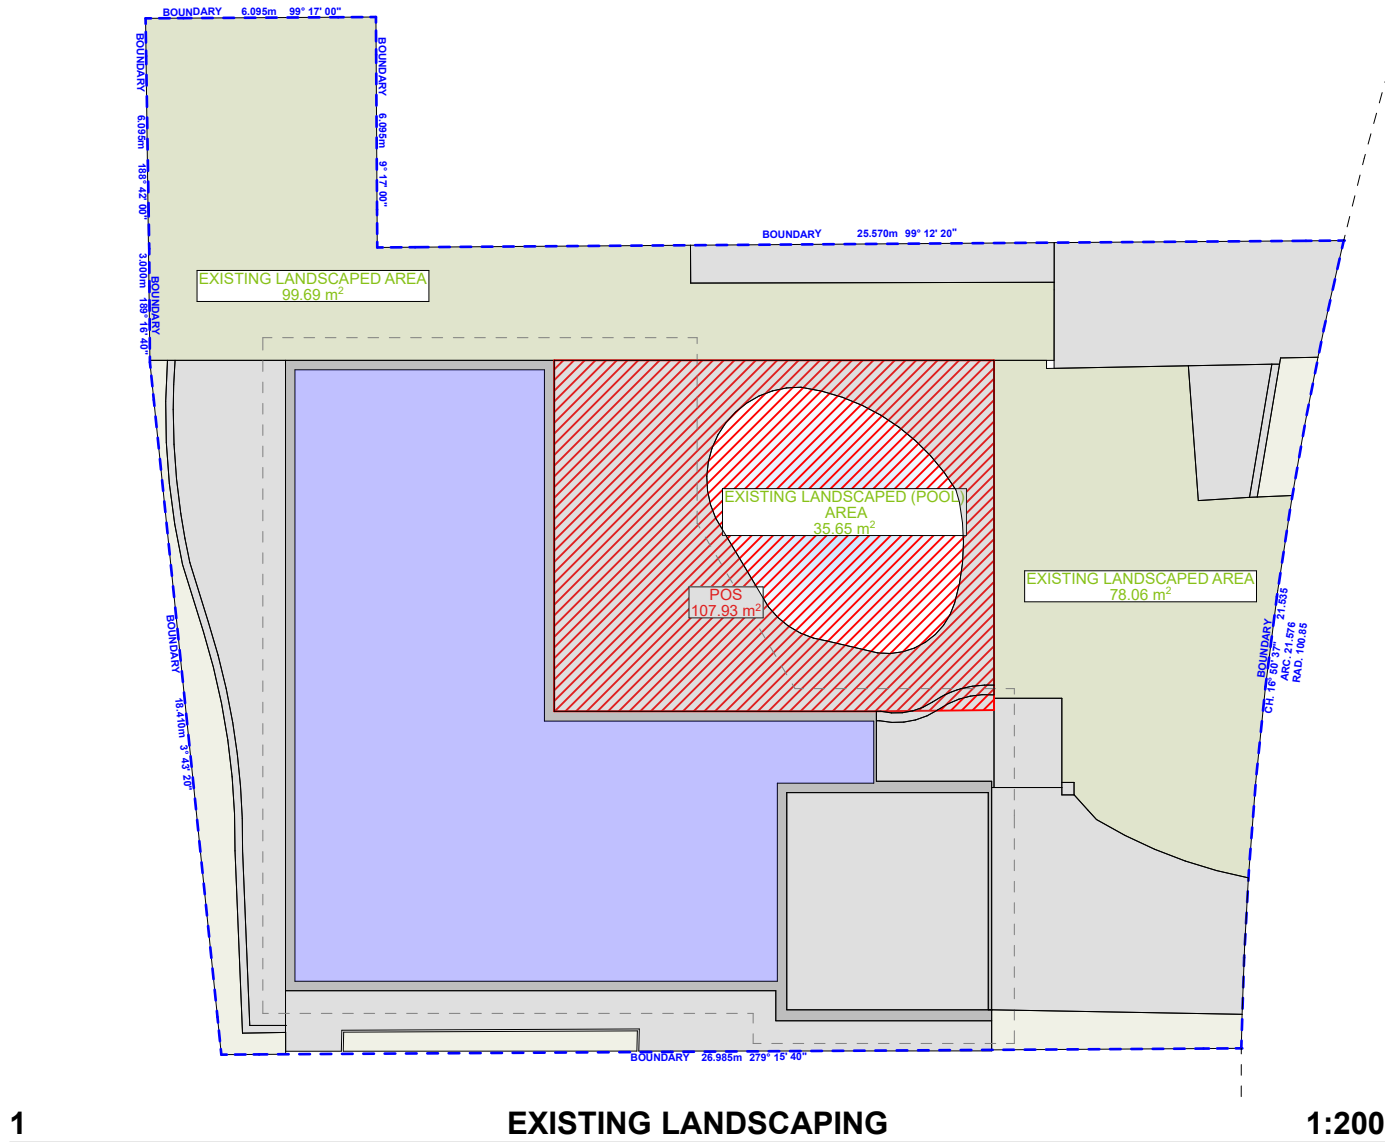 BOUNDARY 6.095m 99° 17' 00"
BOUNDARY 6.095m 188° 42' 00"
BOUNDARY 6.095m 9° 17' 00"
BOUNDARY 25.570m 99° 12' 20"
BOUNDARY
3.000m 189° 16' 40"
EXISTING LANDSCAPED AREA
99.69 m²
EXISTING LANDSCAPED (POOL)
AREA
35.65 m²
POS
107.93 m²
EXISTING LANDSCAPED AREA
78.06 m²
BOUNDARY
CH. 16° 50' 37" 21.535
ARC. 21.576
RAD. 100.85
BOUNDARY 18.410m 3° 43' 20"
BOUNDARY 26.985m 279° 15' 40"
1 EXISTING LANDSCAPING 1:200